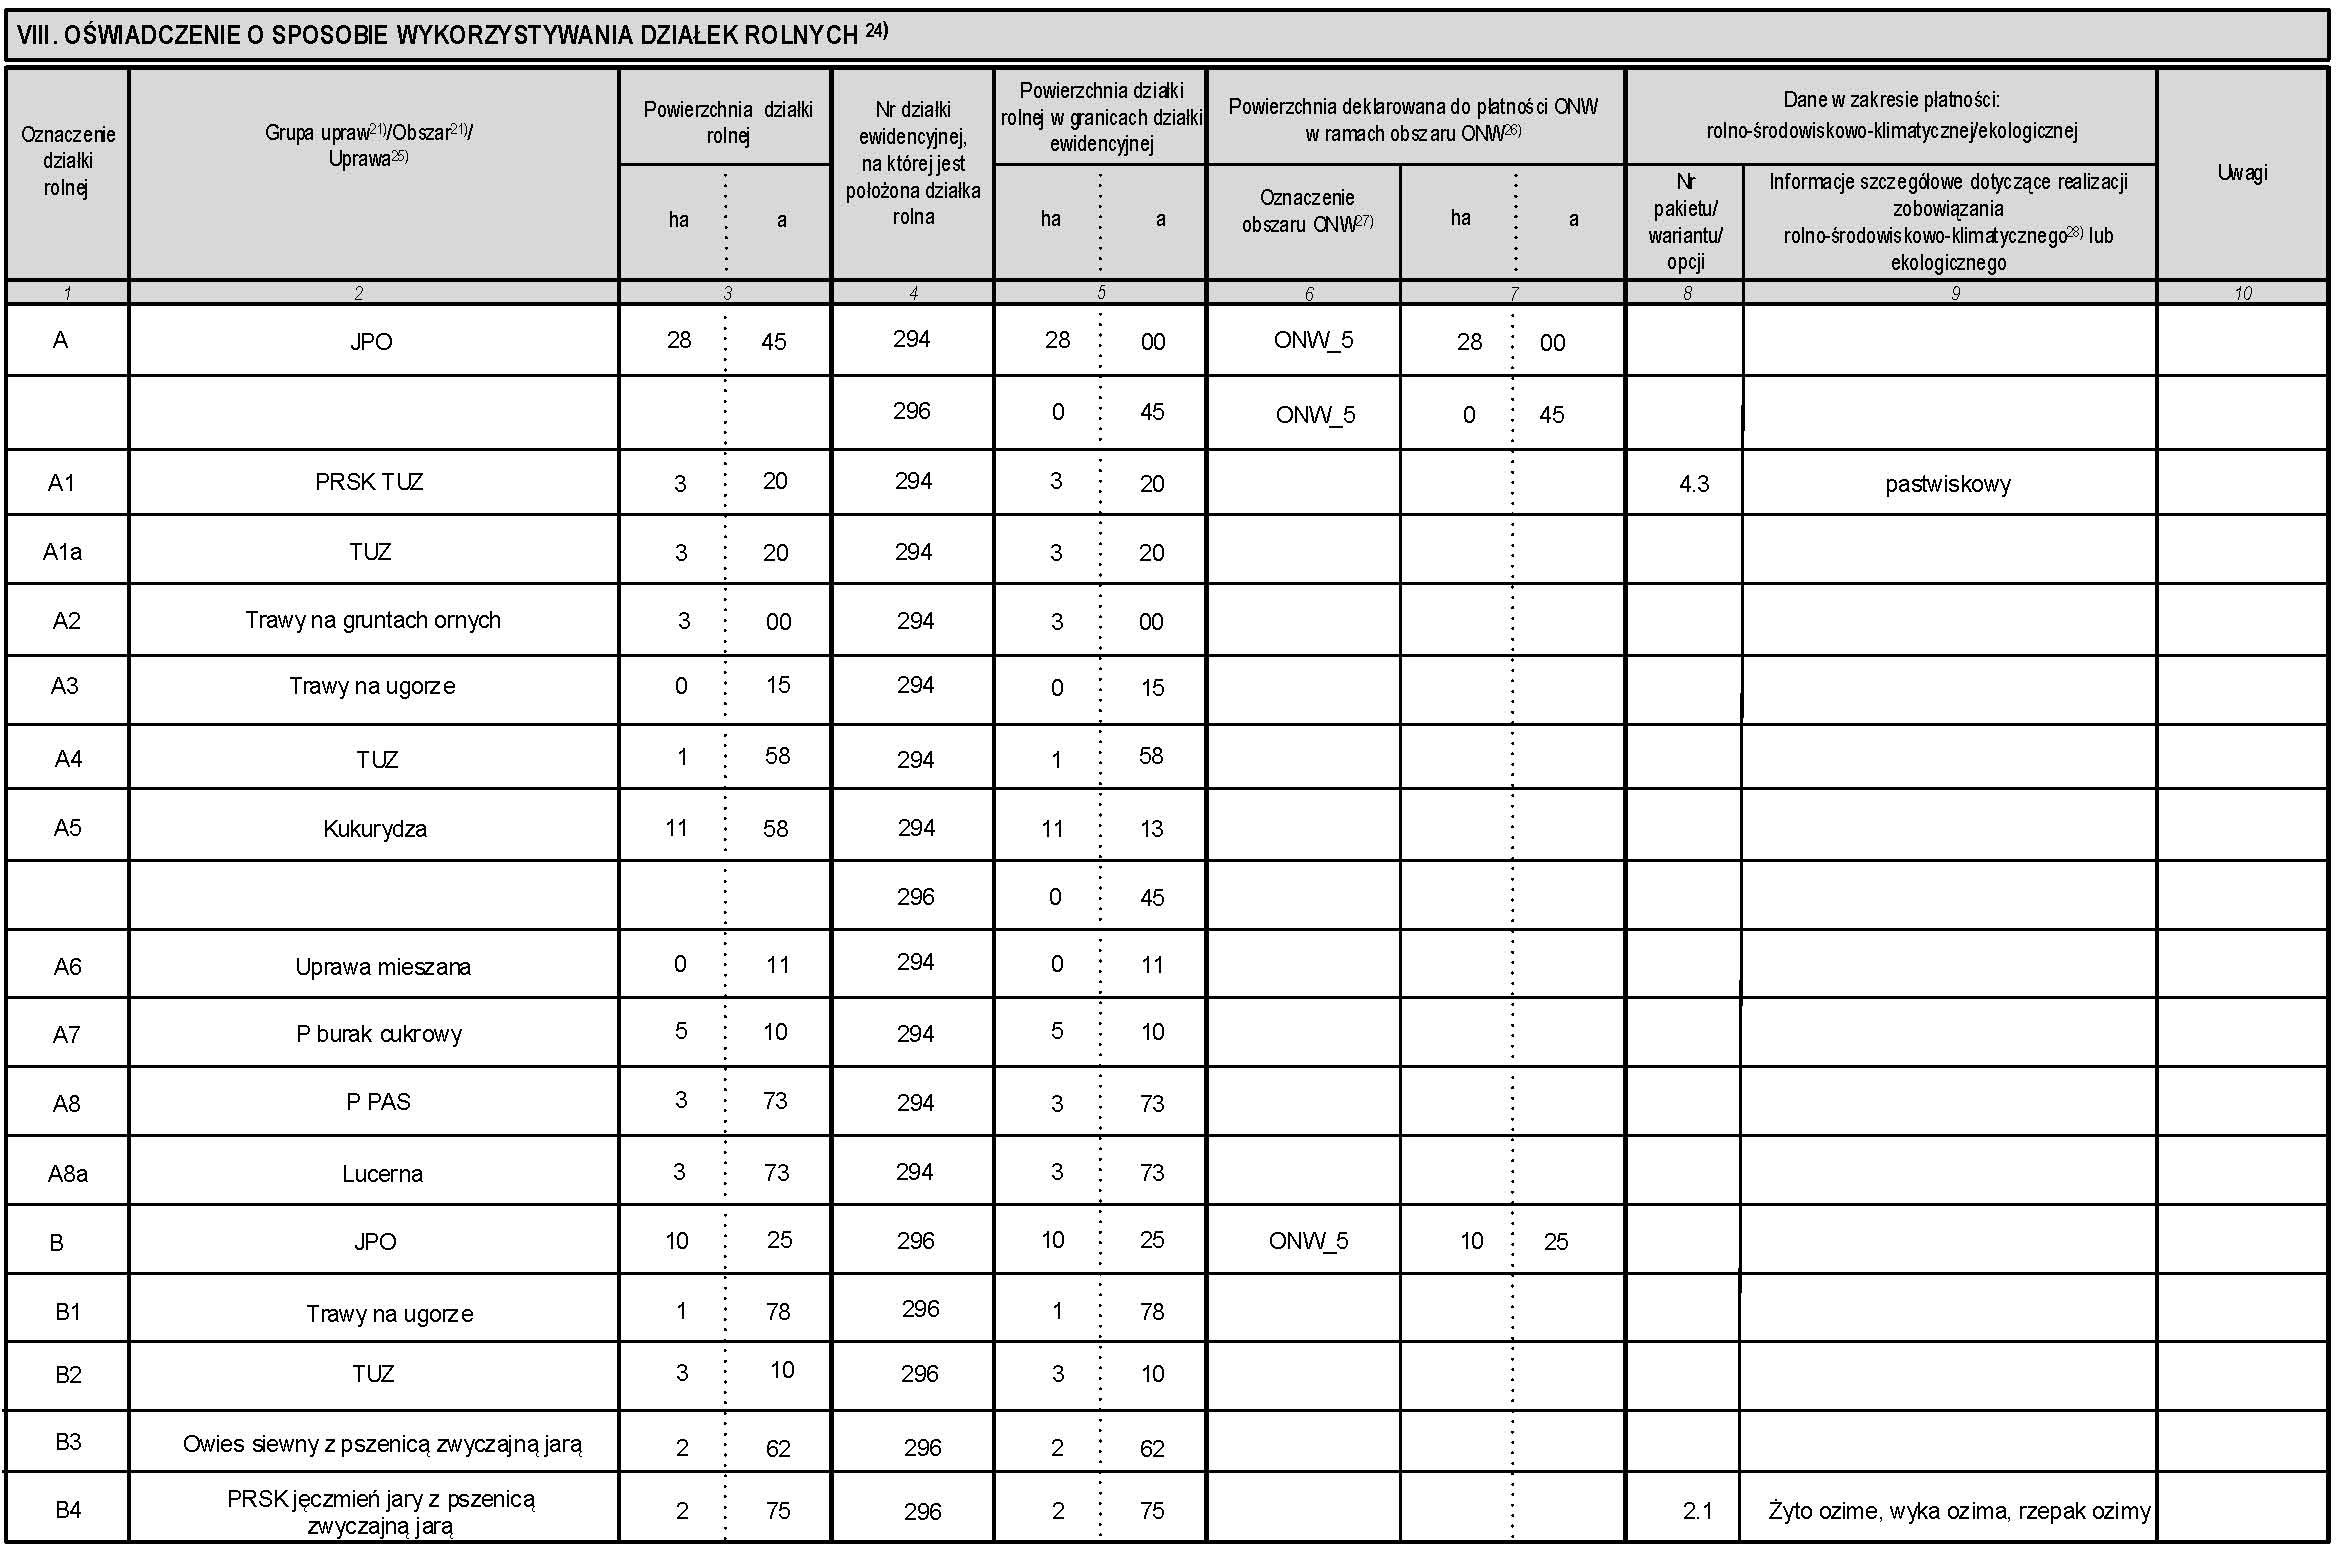 VIII. OŚWIADCZENIE O SPOSOBIE WYKORZYSTYWANIA DZIAŁEK ROLNYCH 24)
Oznaczenie
działki
rolnej
Grupa upraw21)/Obszar21)/
Uprawa25)
Powierzchnia działki
rolnej
ha a
Nr działki
ewidencyjnej,
na której jest
położona działka
rolna
Powierzchnia działki
rolnej w granicach działki
ewidencyjnej
ha a
Powierzchnia deklarowana do płatności ONW
w ramach obszaru ONW26)
Oznaczenie
obszaru ONW27)
ha a
Dane w zakresie płatności:
rolno-środowiskowo-klimatycznej/ekologicznej
Nr
pakietu/
wariantu/
opcji
Informacje szczegółowe dotyczące realizacji
zobowiązania
rolno-środowiskowo-klimatycznego28) lub
ekologicznego
Uwagi
1 2 3 4 5 6 7 8 9 10
A JPO 28 45 294 28 00 ONW_5 28 00
296 0 45 ONW_5 0 45
A1 PRSK TUZ 3 20 294 3 20 4.3 pastwiskowy
A1a TUZ 3 20 294 3 20
A2 Trawy na gruntach ornych 3 00 294 3 00
A3 Trawy na ugorze 0 15 294 0 15
A4 TUZ 1 58 294 1 58
A5 Kukurydza 11 58 294 11 13
296 0 45
A6 Uprawa mieszana 0 11 294 0 11
A7 P burak cukrowy 5 10 294 5 10
A8 P PAS 3 73 294 3 73
A8a Lucerna 3 73 294 3 73
B JPO 10 25 296 10 25 ONW_5 10 25
B1 Trawy na ugorze 1 78 296 1 78
B2 TUZ 3 10 296 3 10
B3 Owies siewny z pszenicą zwyczajną jarą 2 62 296 2 62
B4 PRSK jęczmień jary z pszenicą
zwyczajną jarą 2 75 296 2 75 2.1 Żyto ozime, wyka ozima, rzepak ozimy